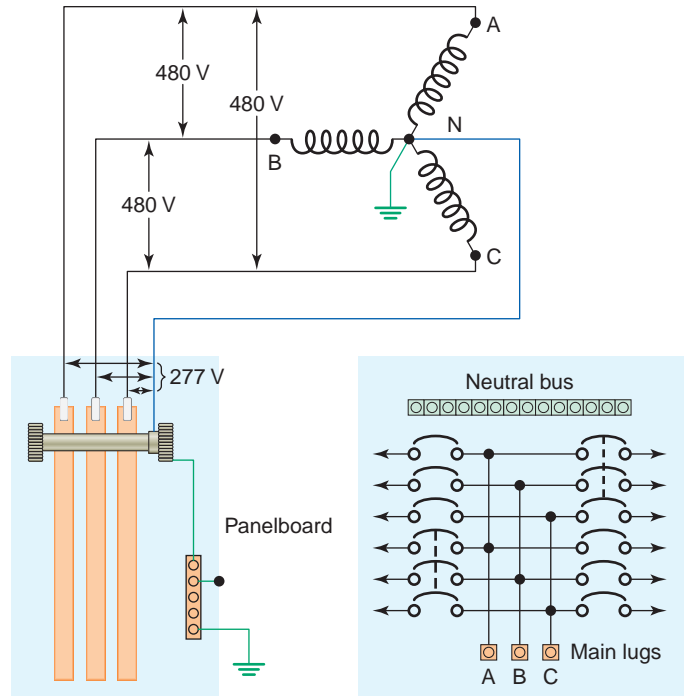 A
480 V
480 V
N
B
480 V
C
277 V
Neutral bus
Panelboard
Main lugs
A B C